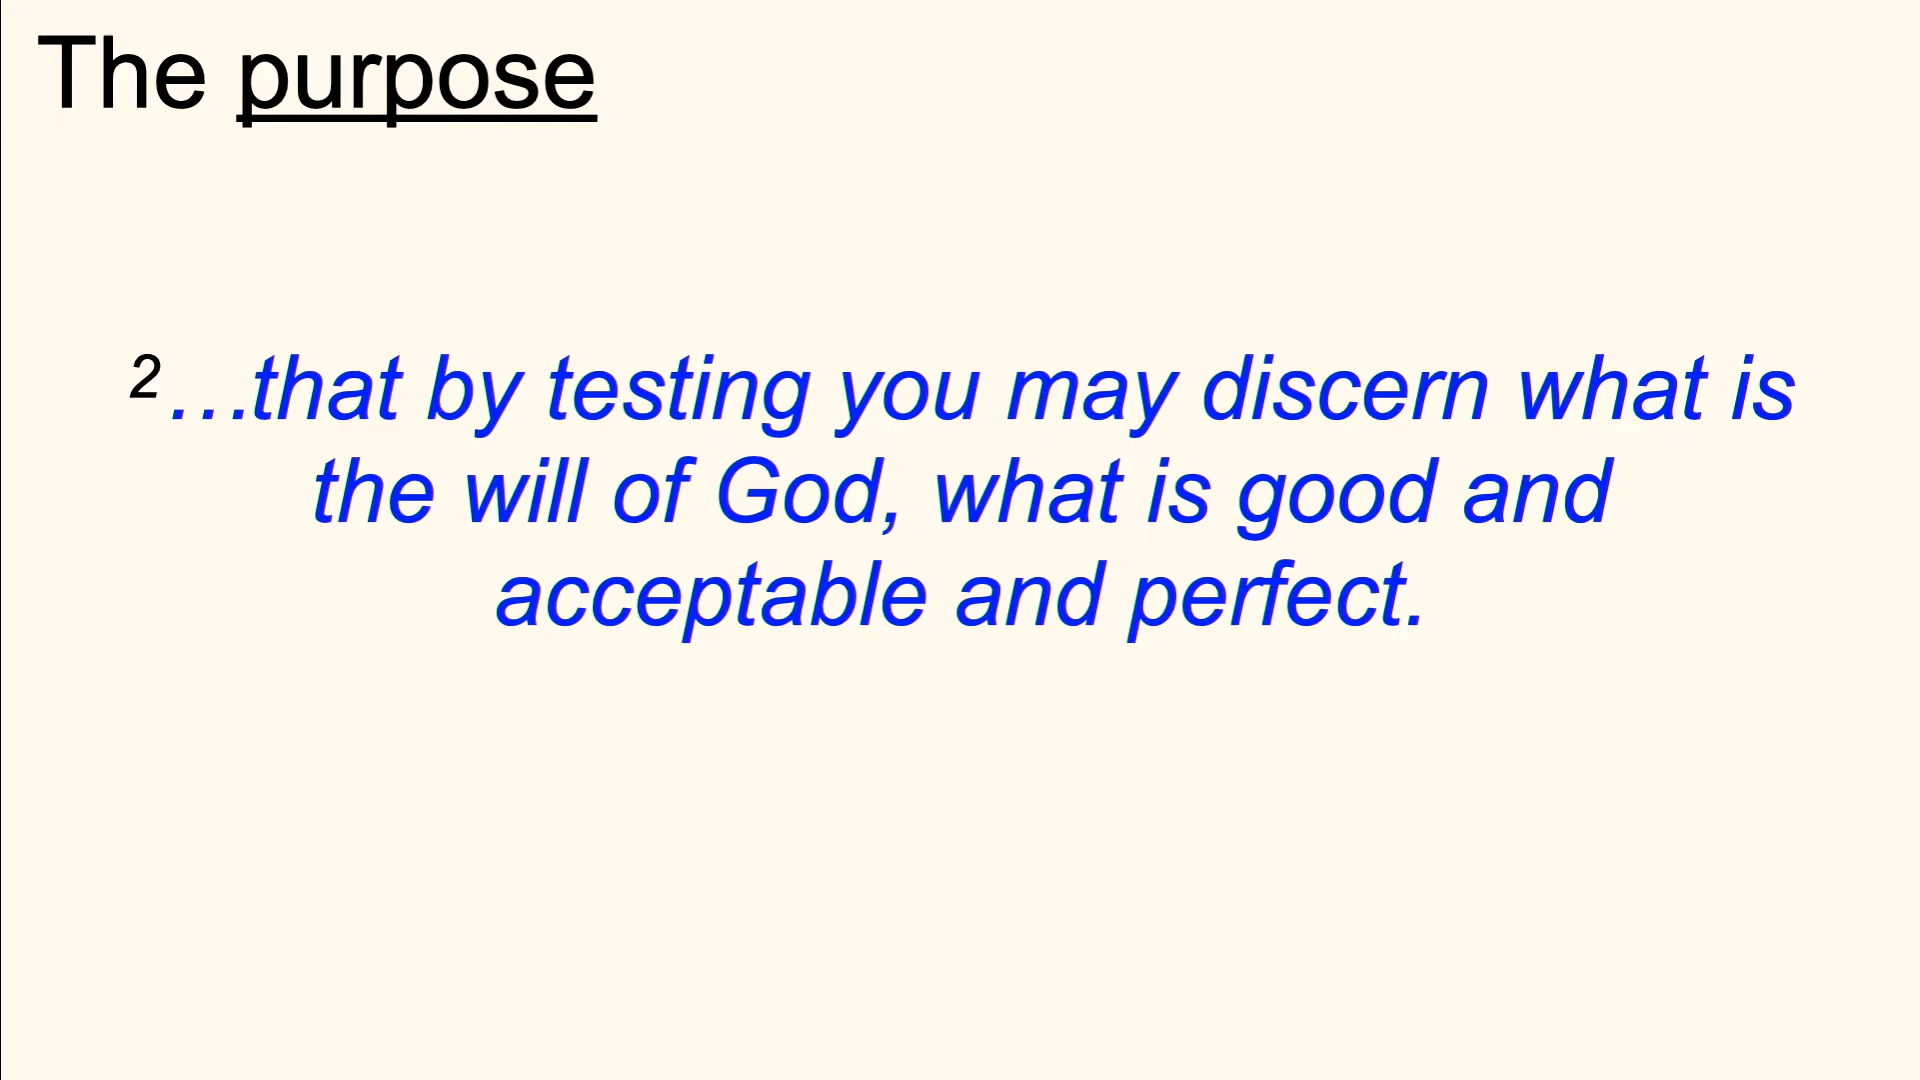 The purpose
2…that by testing you may discern what is
the will of God, what is good and
acceptable and perfect.